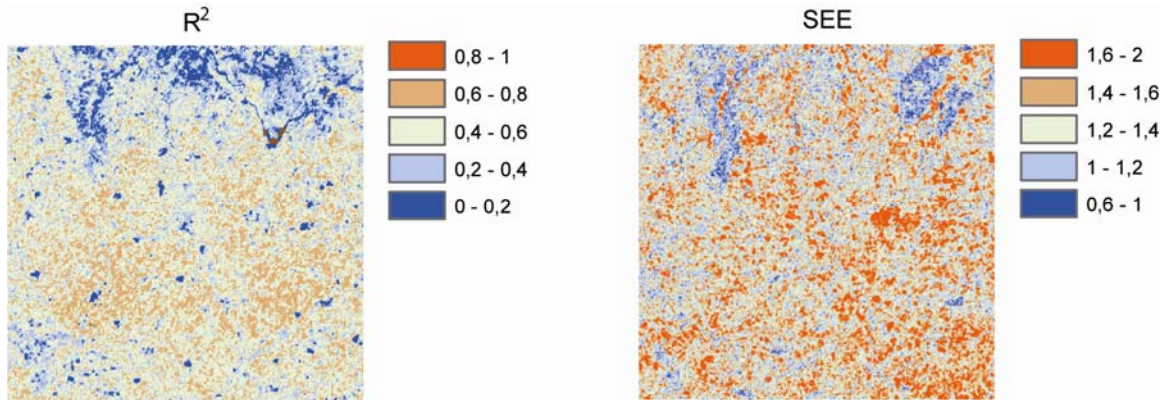 R²
0,8 - 1
0,6 - 0,8
0,4 - 0,6
0,2 - 0,4
0 - 0,2
SEE
1,6 - 2
1,4 - 1,6
1,2 - 1,4
1 - 1,2
0,6 - 1